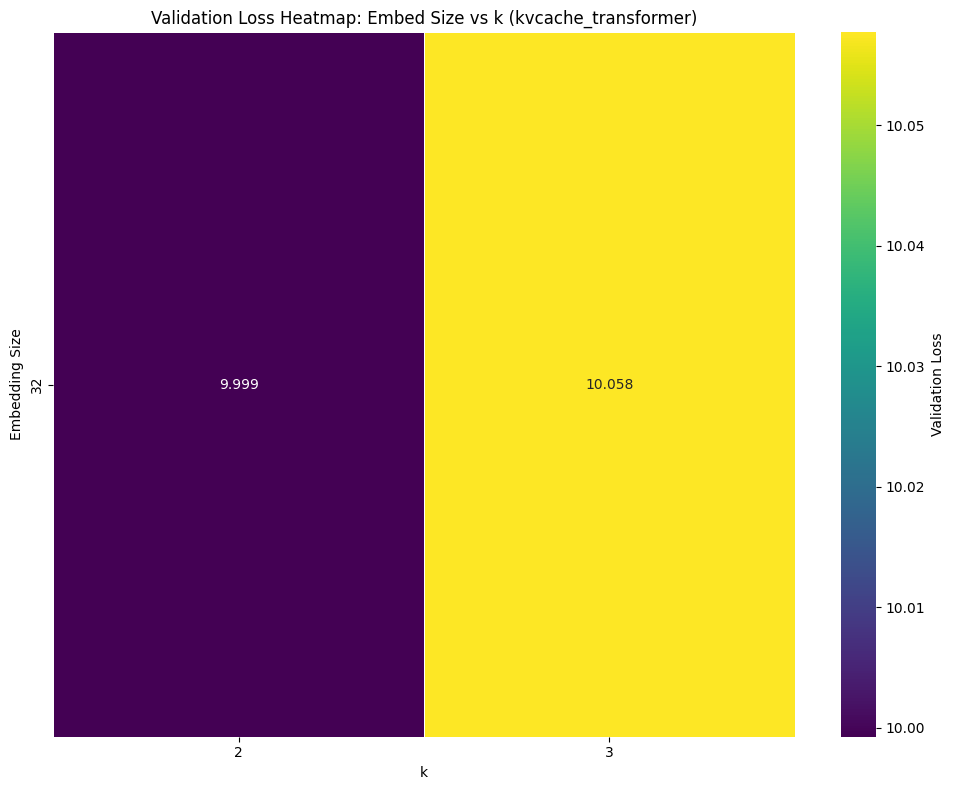 Validation Loss Heatmap: Embed Size vs k (kvcache_transformer)
Embedding Size
32
9.999
10.058
2
3
k
10.05
10.04
10.03
10.02
10.01
10.00
Validation Loss